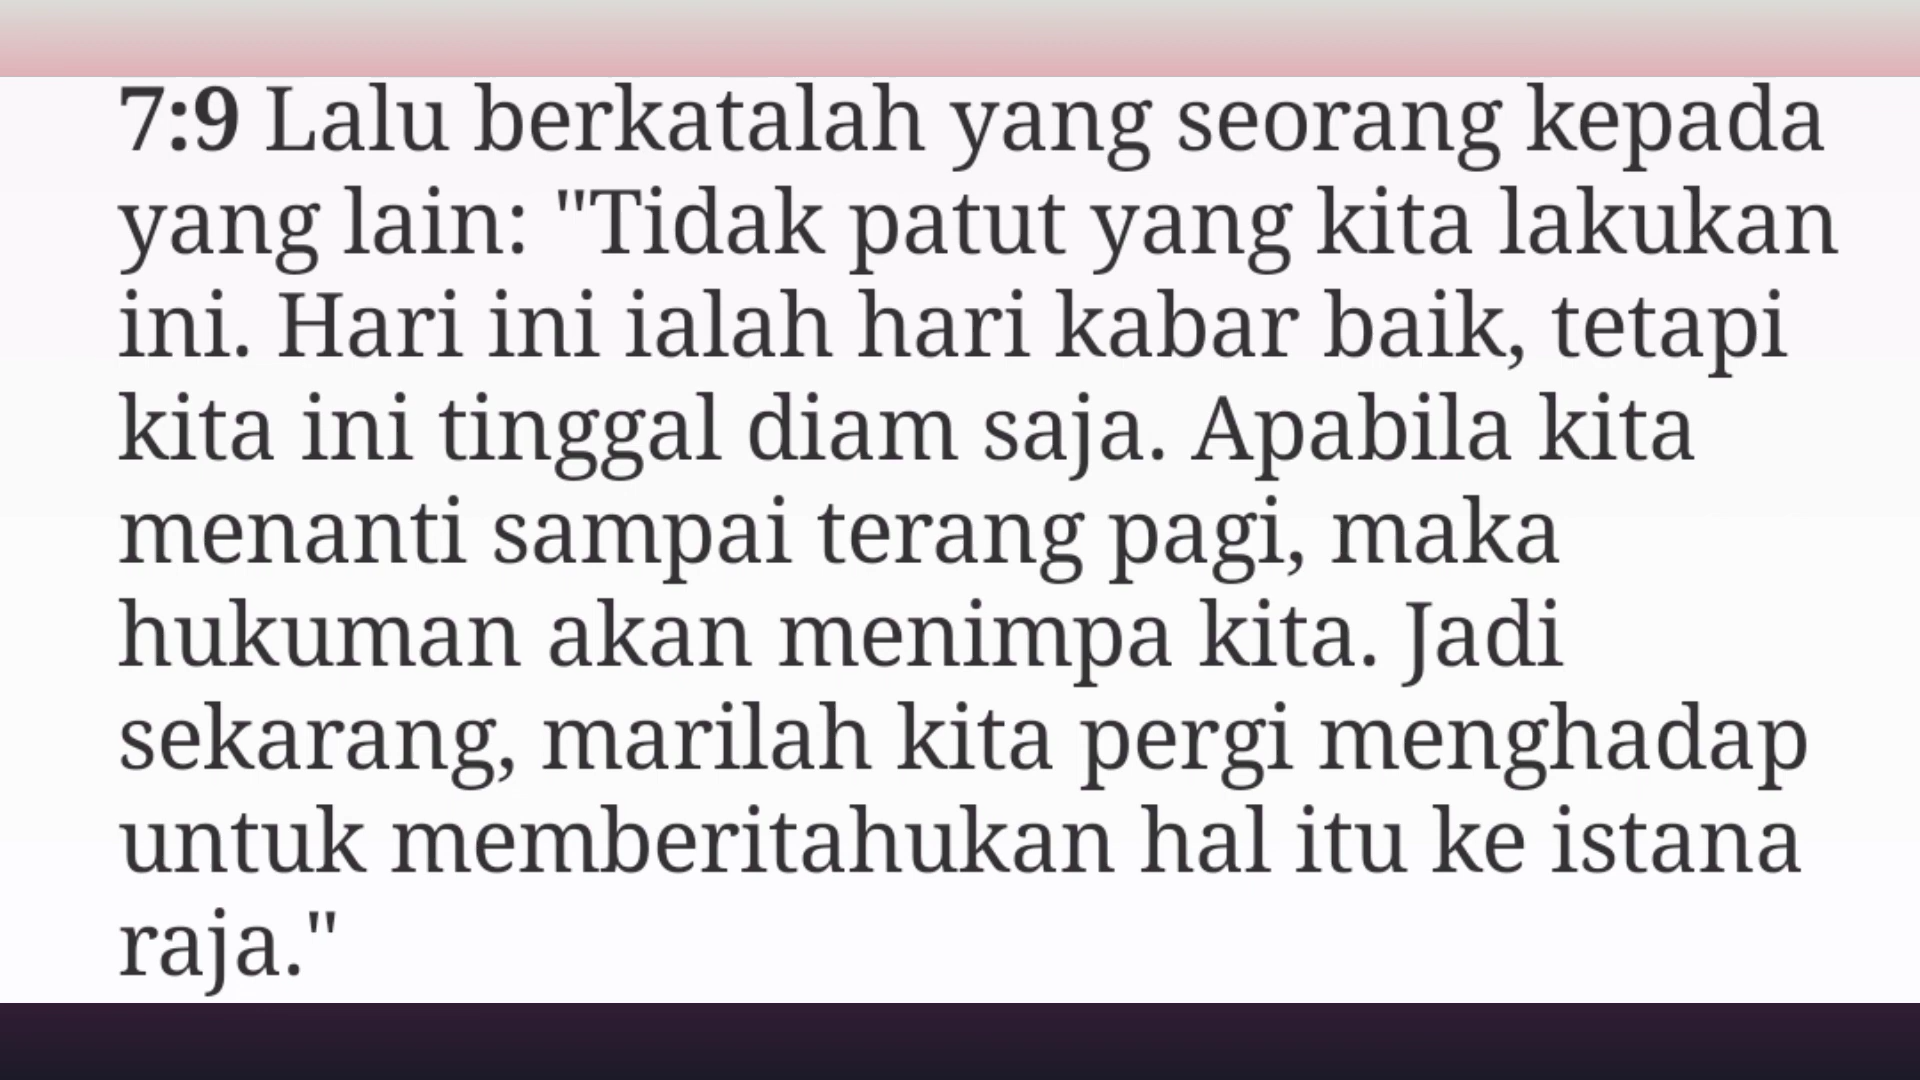 7:9 Lalu berkatalah yang seorang kepada
yang lain: "Tidak patut yang kita lakukan
ini. Hari ini ialah hari kabar baik, tetapi
kita ini tinggal diam saja. Apabila kita
menanti sampai terang pagi, maka
hukuman akan menimpa kita. Jadi
sekarang, marilah kita pergi menghadap
untuk memberitahukan hal itu ke istana
raja."